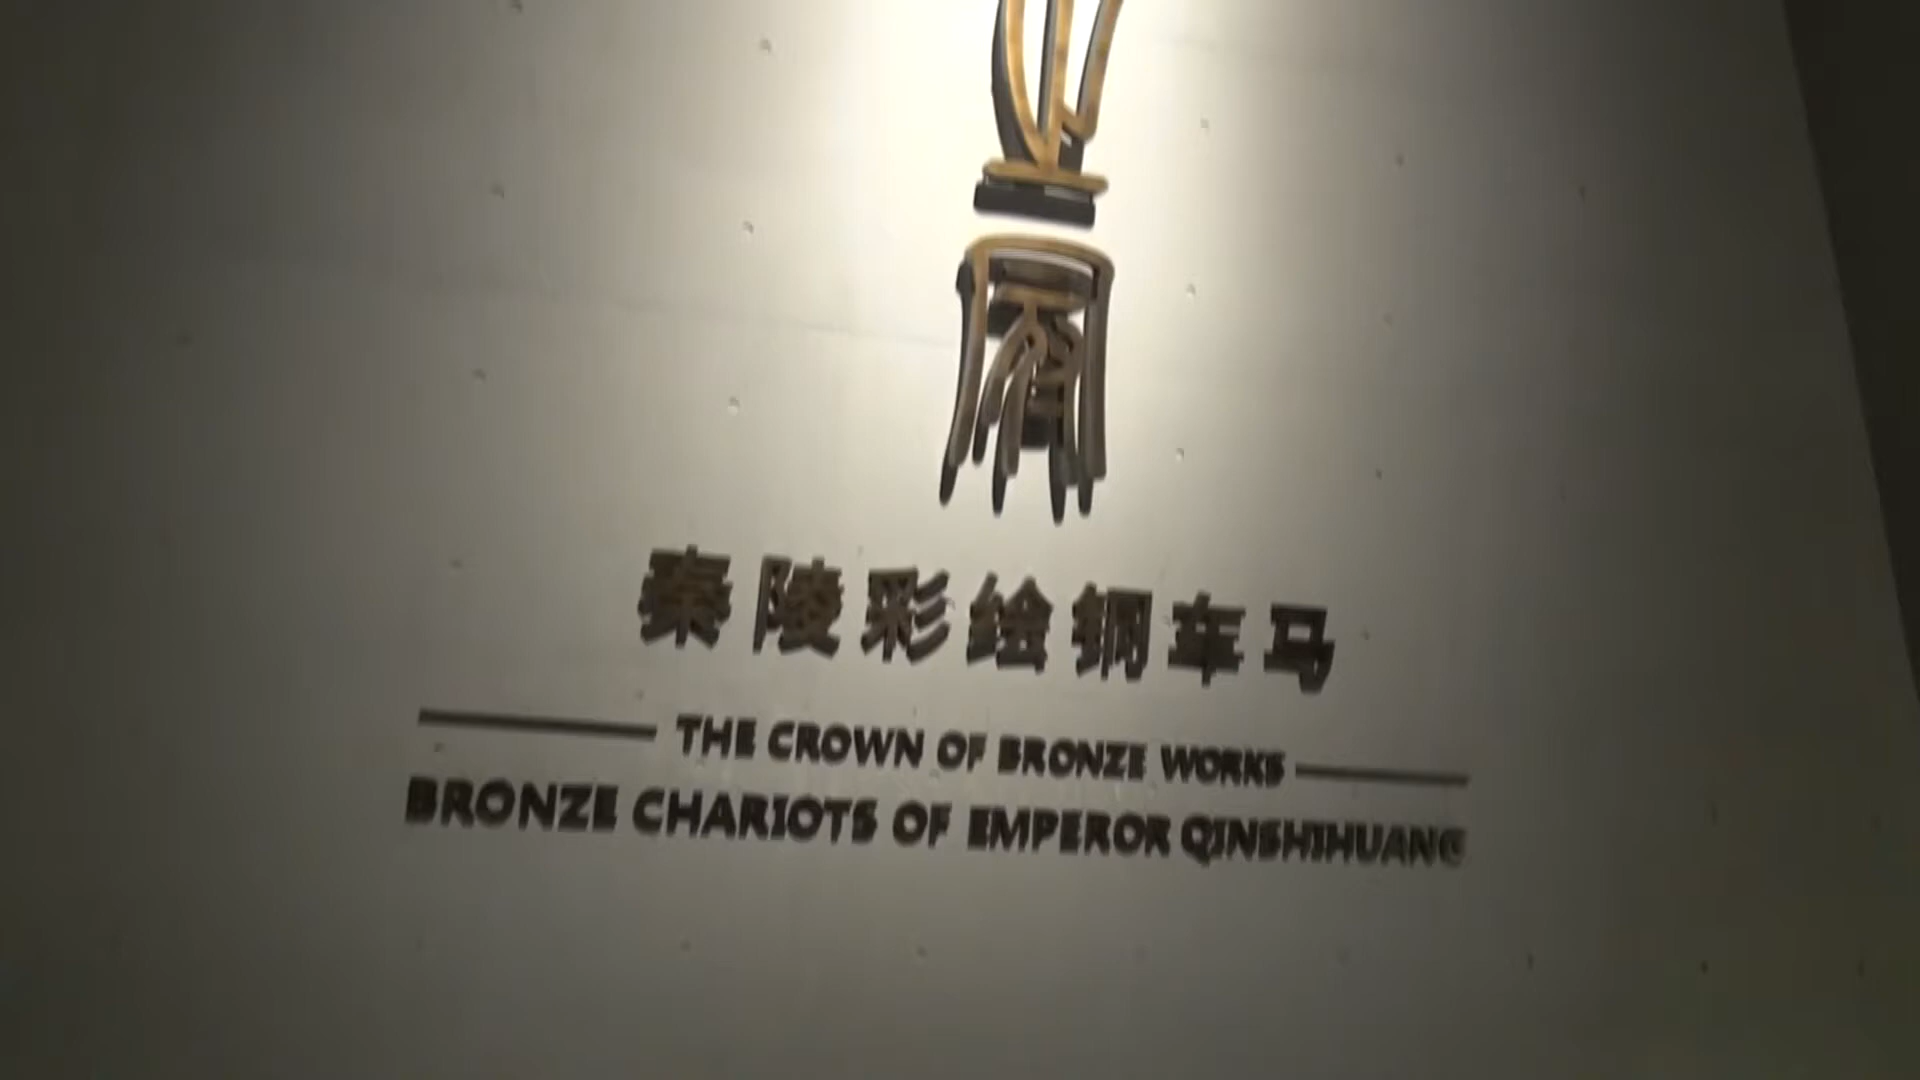 秦陵彩绘铜车马
THE CROWN OF BRONZE WORKS
BRONZE CHARIOTS OF EMPEROR QINSHIHUANG